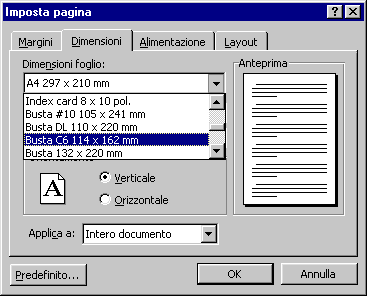 Imposta pagina
Margini Dimensioni Alimentazione Layout
Dimensioni foglio:
Anteprima
A4 297 x 210 mm
Index card 8 x 10 pol.
Busta #10 105 x 241 mm
Busta DL 110 x 220 mm
Busta C6 114 x 162 mm
Busta 132 x 220 mm
Verticale
A
Orizzontale
Applica a: Intero documento
Predefinito... OK Annulla